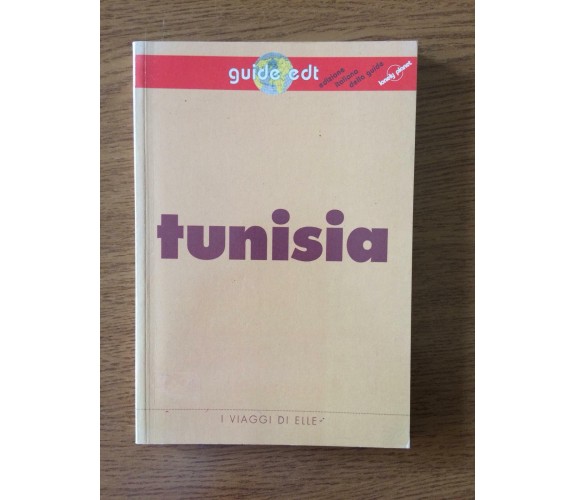 guide edt
edizione
italiana
delle guide
lonely planet
tunisia
I VIAGGI DI ELLE